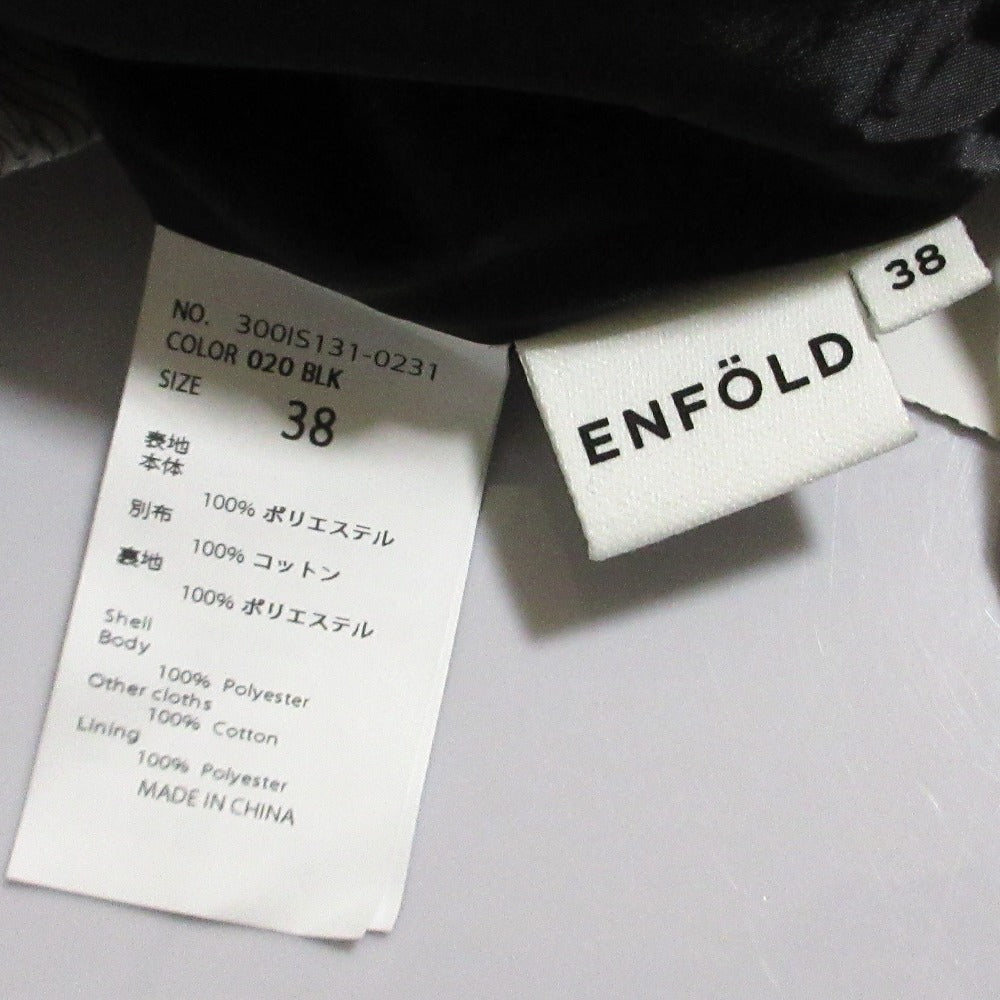 NO. 300IS131-0231
COLOR 020 BLK
SIZE
38
表地
本体
100% ポリエステル
別布
100% コットン
裏地
100% ポリエステル
Shell
Body
100% Polyester
Other cloths
100% Cotton
Lining
100% Polyester
MADE IN CHINA
ENFÖLD
38